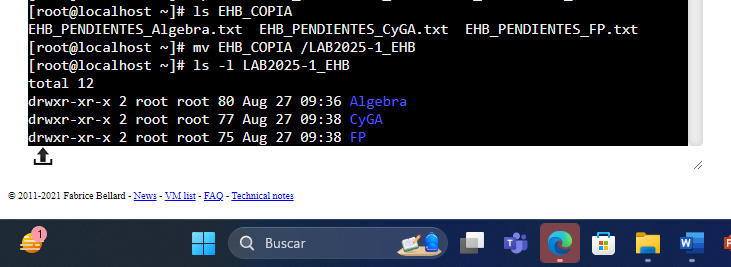 [root@localhost ~]# ls EHB_COPIA
EHB_PENDIENTES_Algebra.txt  EHB_PENDIENTES_CyGA.txt  EHB_PENDIENTES_FP.txt
[root@localhost ~]# mv EHB_COPIA /LAB2025-1_EHB
[root@localhost ~]# ls -l LAB2025-1_EHB
total 12
drwxr-xr-x 2 root root 80 Aug 27 09:36 Algebra
drwxr-xr-x 2 root root 77 Aug 27 09:38 CyGA
drwxr-xr-x 2 root root 75 Aug 27 09:38 FP
© 2011-2021 Fabrice Bellard - News - VM list - FAQ - Technical notes
1
Buscar